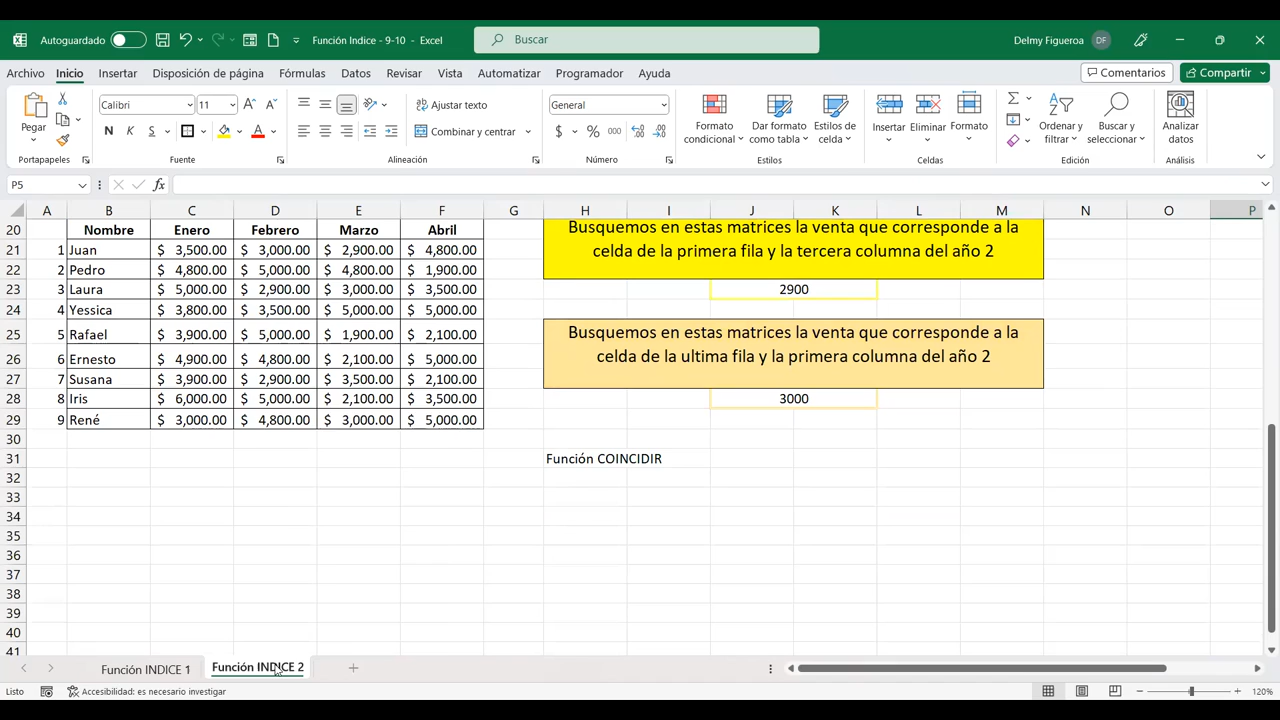 Autoguardado
Función Indice - 9-10 - Excel
Buscar
Delmy Figueroa DF
Archivo Inicio Insertar Disposición de página Fórmulas Datos Revisar Vista Automatizar Programador Ayuda
Comentarios Compartir
Pegar
Calibri 11
N K S
Ajustar texto
Combinar y centrar
General
$ % 000
Formato condicional
Dar formato como tabla
Estilos de celda
Insertar Eliminar Formato
Ordenar y filtrar
Buscar y seleccionar
Analizar datos
Portapapeles Fuente Alineación Número Estilos Celdas Edición Análisis
P5 fx
A B C D E F G H I J K L M N O P
20 Nombre Enero Febrero Marzo Abril
21 1 Juan $ 3,500.00 $ 3,000.00 $ 2,900.00 $ 4,800.00
22 2 Pedro $ 4,800.00 $ 5,000.00 $ 4,800.00 $ 1,900.00
23 3 Laura $ 5,000.00 $ 2,900.00 $ 3,000.00 $ 3,500.00
24 4 Yessica $ 3,800.00 $ 3,500.00 $ 5,000.00 $ 5,000.00
25 5 Rafael $ 3,900.00 $ 5,000.00 $ 1,900.00 $ 2,100.00
26 6 Ernesto $ 4,900.00 $ 4,800.00 $ 2,100.00 $ 5,000.00
27 7 Susana $ 3,900.00 $ 2,900.00 $ 3,500.00 $ 2,100.00
28 8 Iris $ 6,000.00 $ 5,000.00 $ 2,100.00 $ 3,500.00
29 9 René $ 3,000.00 $ 4,800.00 $ 3,000.00 $ 5,000.00
Busquemos en estas matrices la venta que corresponde a la
celda de la primera fila y la tercera columna del año 2
2900
Busquemos en estas matrices la venta que corresponde a la
celda de la ultima fila y la primera columna del año 2
3000
30
31 Función COINCIDIR
32
33
34
35
36
37
38
39
40
41
Función INDICE 1 Función INDICE 2
Listo Accesibilidad: es necesario investigar 120%